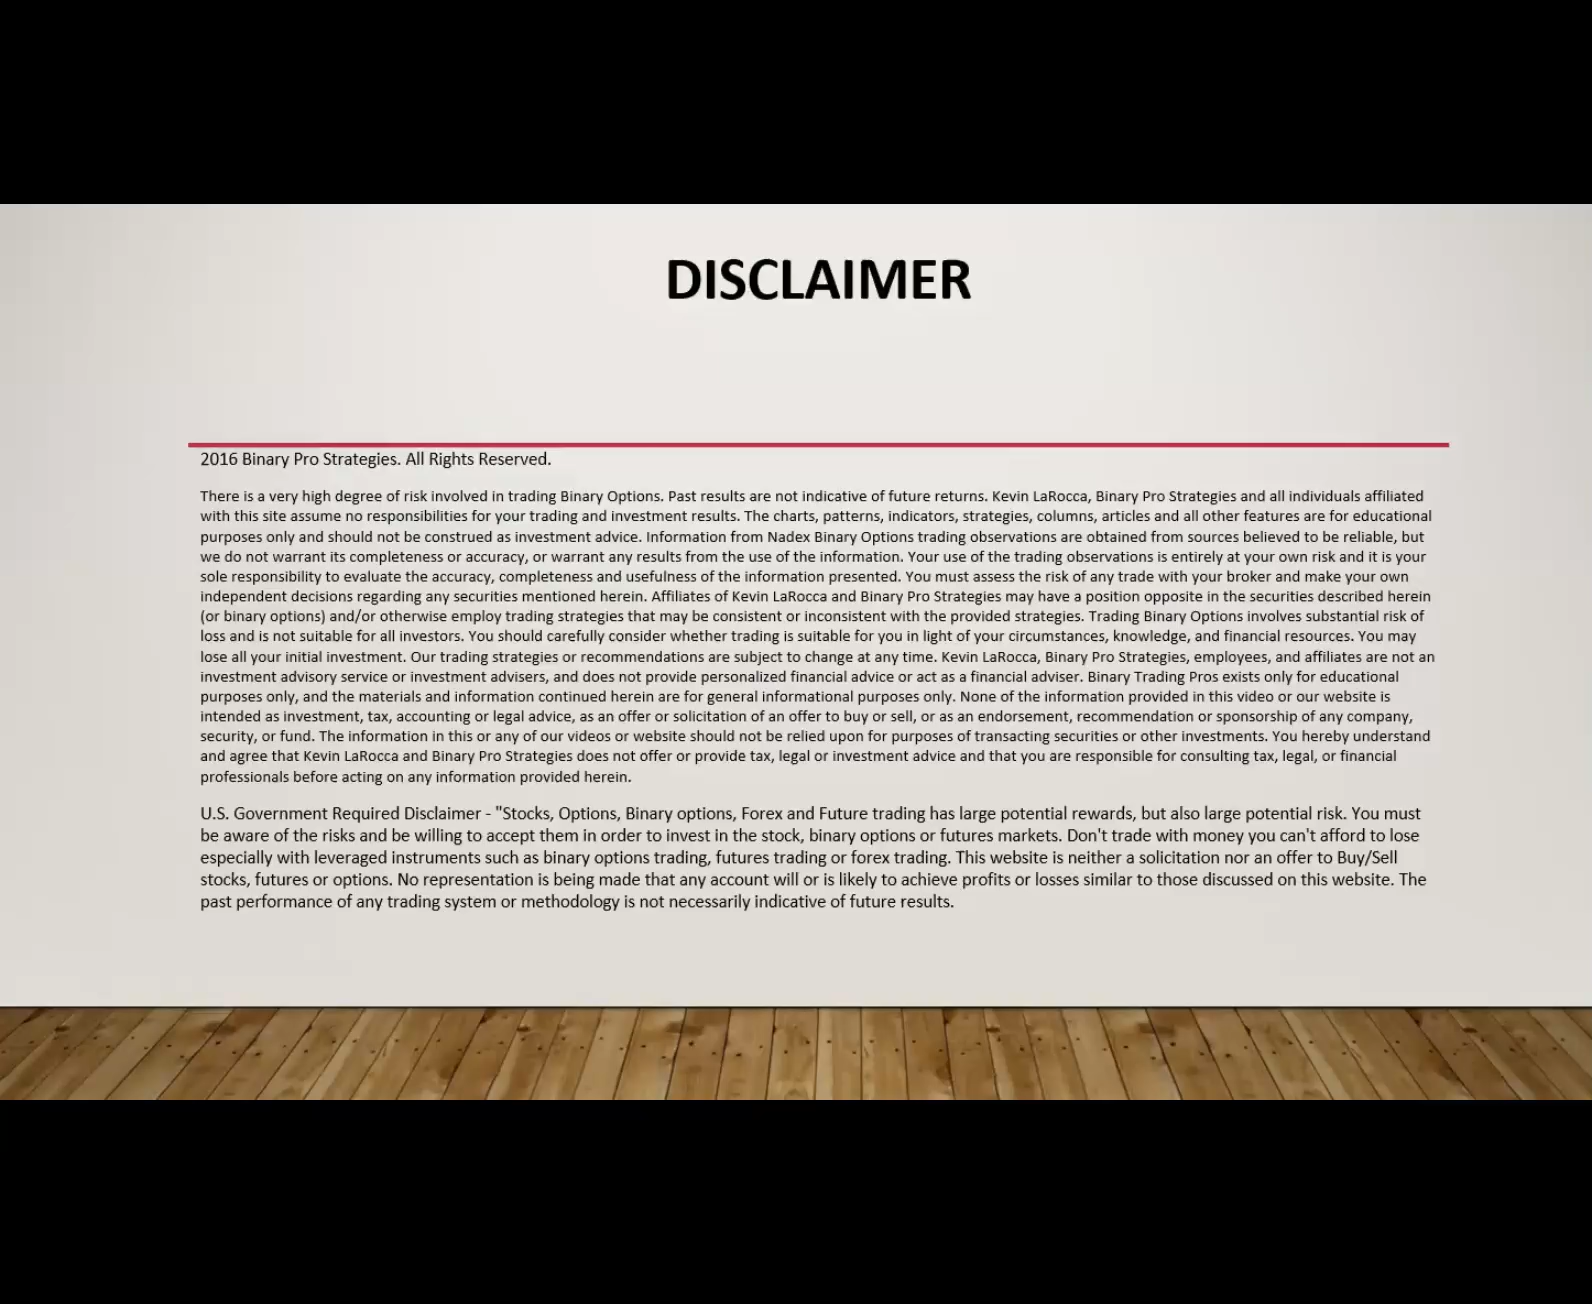 DISCLAIMER
2016 Binary Pro Strategies. All Rights Reserved.
There is a very high degree of risk involved in trading Binary Options. Past results are not indicative of future returns. Kevin LaRocca, Binary Pro Strategies and all individuals affiliated
with this site assume no responsibilities for your trading and investment results. The charts, patterns, indicators, strategies, columns, articles and all other features are for educational
purposes only and should not be construed as investment advice. Information from Nadex Binary Options trading observations are obtained from sources believed to be reliable, but
we do not warrant its completeness or accuracy, or warrant any results from the use of the information. Your use of the trading observations is entirely at your own risk and it is your
sole responsibility to evaluate the accuracy, completeness and usefulness of the information presented. You must assess the risk of any trade with your broker and make your own
independent decisions regarding any securities mentioned herein. Affiliates of Kevin LaRocca and Binary Pro Strategies may have a position opposite in the securities described herein
(or binary options) and/or otherwise employ trading strategies that may be consistent or inconsistent with the provided strategies. Trading Binary Options involves substantial risk of
loss and is not suitable for all investors. You should carefully consider whether trading is suitable for you in light of your circumstances, knowledge, and financial resources. You may
lose all your initial investment. Our trading strategies or recommendations are subject to change at any time. Kevin LaRocca, Binary Pro Strategies, employees, and affiliates are not an
investment advisory service or investment advisers, and does not provide personalized financial advice or act as a financial adviser. Binary Trading Pros exists only for educational
purposes only, and the materials and information continued herein are for general informational purposes only. None of the information provided in this video or our website is
intended as investment, tax, accounting or legal advice, as an offer or solicitation of an offer to buy or sell, or as an endorsement, recommendation or sponsorship of any company,
security, or fund. The information in this or any of our videos or website should not be relied upon for purposes of transacting securities or other investments. You hereby understand
and agree that Kevin LaRocca and Binary Pro Strategies does not offer or provide tax, legal or investment advice and that you are responsible for consulting tax, legal, or financial
professionals before acting on any information provided herein.
U.S. Government Required Disclaimer - "Stocks, Options, Binary options, Forex and Future trading has large potential rewards, but also large potential risk. You must
be aware of the risks and be willing to accept them in order to invest in the stock, binary options or futures markets. Don't trade with money you can't afford to lose
especially with leveraged instruments such as binary options trading, futures trading or forex trading. This website is neither a solicitation nor an offer to Buy/Sell
stocks, futures or options. No representation is being made that any account will or is likely to achieve profits or losses similar to those discussed on this website. The
past performance of any trading system or methodology is not necessarily indicative of future results.